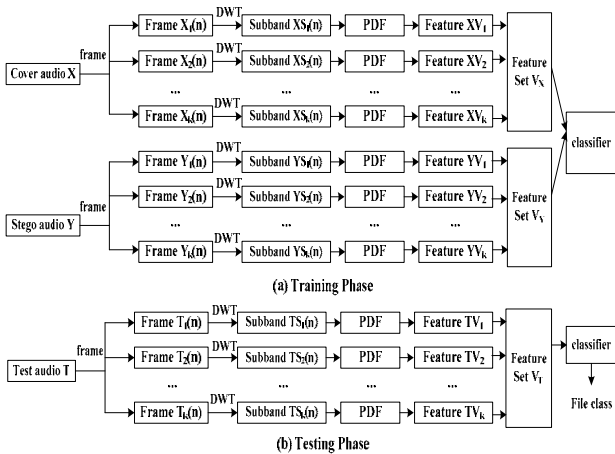 Frame X₁(n) DWT Subband XS₁(n) PDF Feature XV₁
Frame X₂(n) DWT Subband XS₂(n) PDF Feature XV₂
... ... ... ...
Frame Xₖ(n) DWT Subband XSₖ(n) PDF Feature XVₖ
Cover audio X
frame
Feature
Set Vₓ
classifier
Frame Y₁(n) DWT Subband YS₁(n) PDF Feature YV₁
Frame Y₂(n) DWT Subband YS₂(n) PDF Feature YV₂
... ... ... ...
Frame Yₖ(n) DWT Subband YSₖ(n) PDF Feature YVₖ
Stego audio Y
frame
Feature
Set V_Y
(a) Training Phase
Frame T₁(n) DWT Subband TS₁(n) PDF Feature TV₁
Frame T₂(n) DWT Subband TS₂(n) PDF Feature TV₂
... ... ... ...
Frame Tₖ(n) DWT Subband TSₖ(n) PDF Feature TVₖ
Test audio T
frame
Feature
Set V_T
classifier
File class
(b) Testing Phase